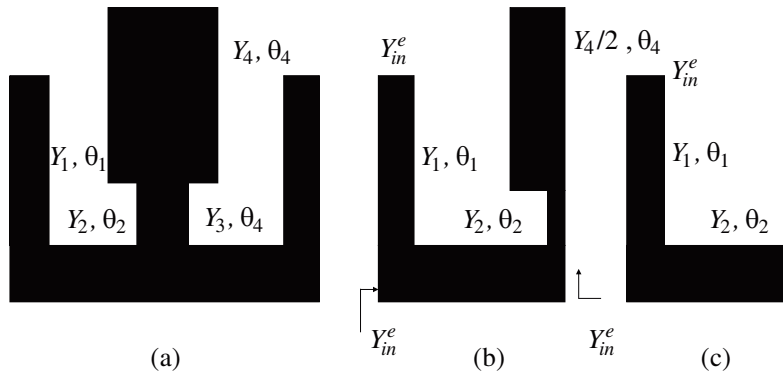 Y₄, θ₄
Y₁, θ₁
Y₂, θ₂
Y₃, θ₄
(a)
Yᵢₙᵉ
Y₄/2 , θ₄
Y₁, θ₁
Y₂, θ₂
Yᵢₙᵉ
Yᵢₙᵉ
(b)
Yᵢₙᵉ
Y₁, θ₁
Y₂, θ₂
(c)